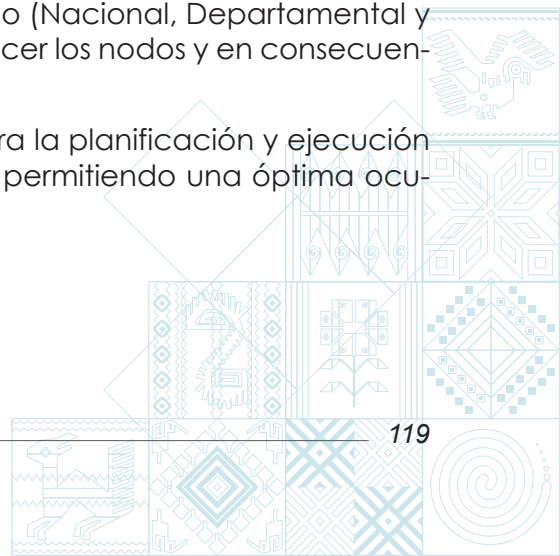 o (Nacional, Departamental y
cer los nodos y en consecuen-
ra la planificación y ejecución
permitiendo una óptima ocu-
119